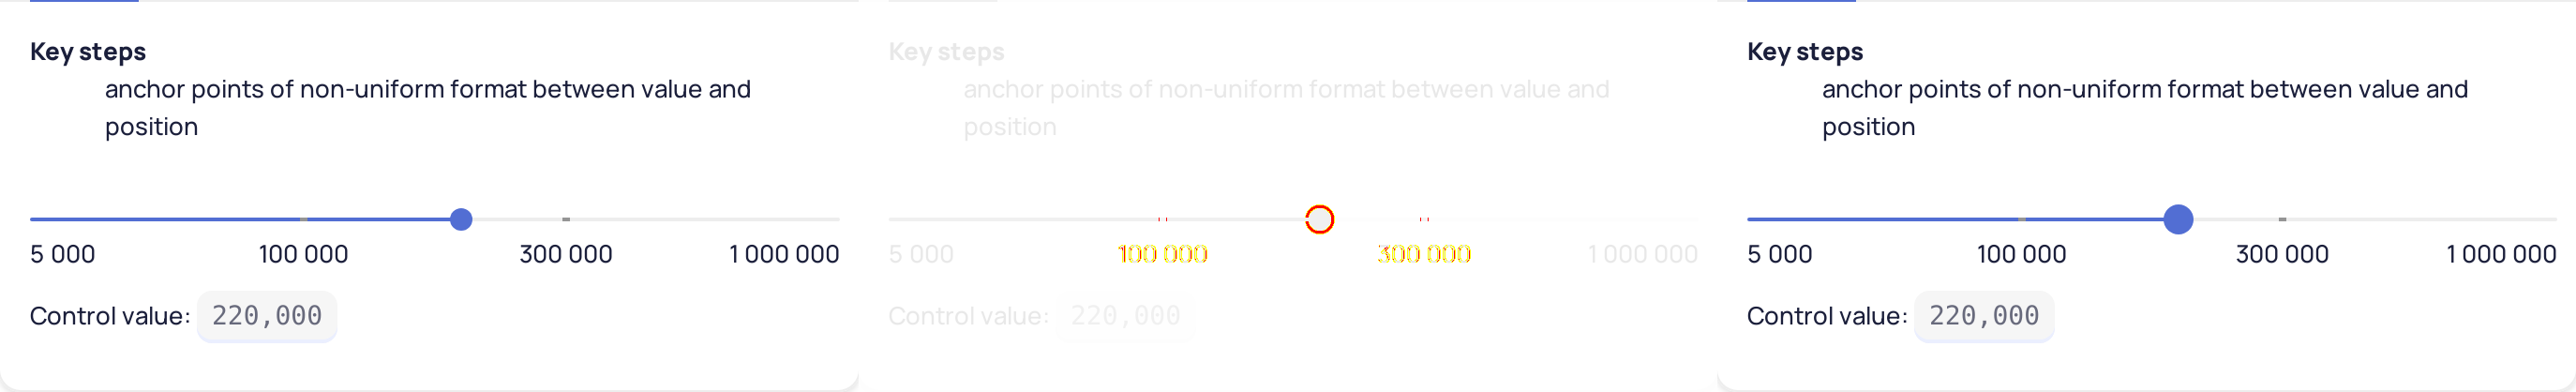 Key steps
anchor points of non-uniform format between value and
position
5 000 100 000 300 000 1 000 000
Control value: 220,000
Key steps
anchor points of non-uniform format between value and
position
5 000 100 000 300 000 1 000 000
Control value: 220,000
Key steps
anchor points of non-uniform format between value and
position
5 000 100 000 300 000 1 000 000
Control value: 220,000